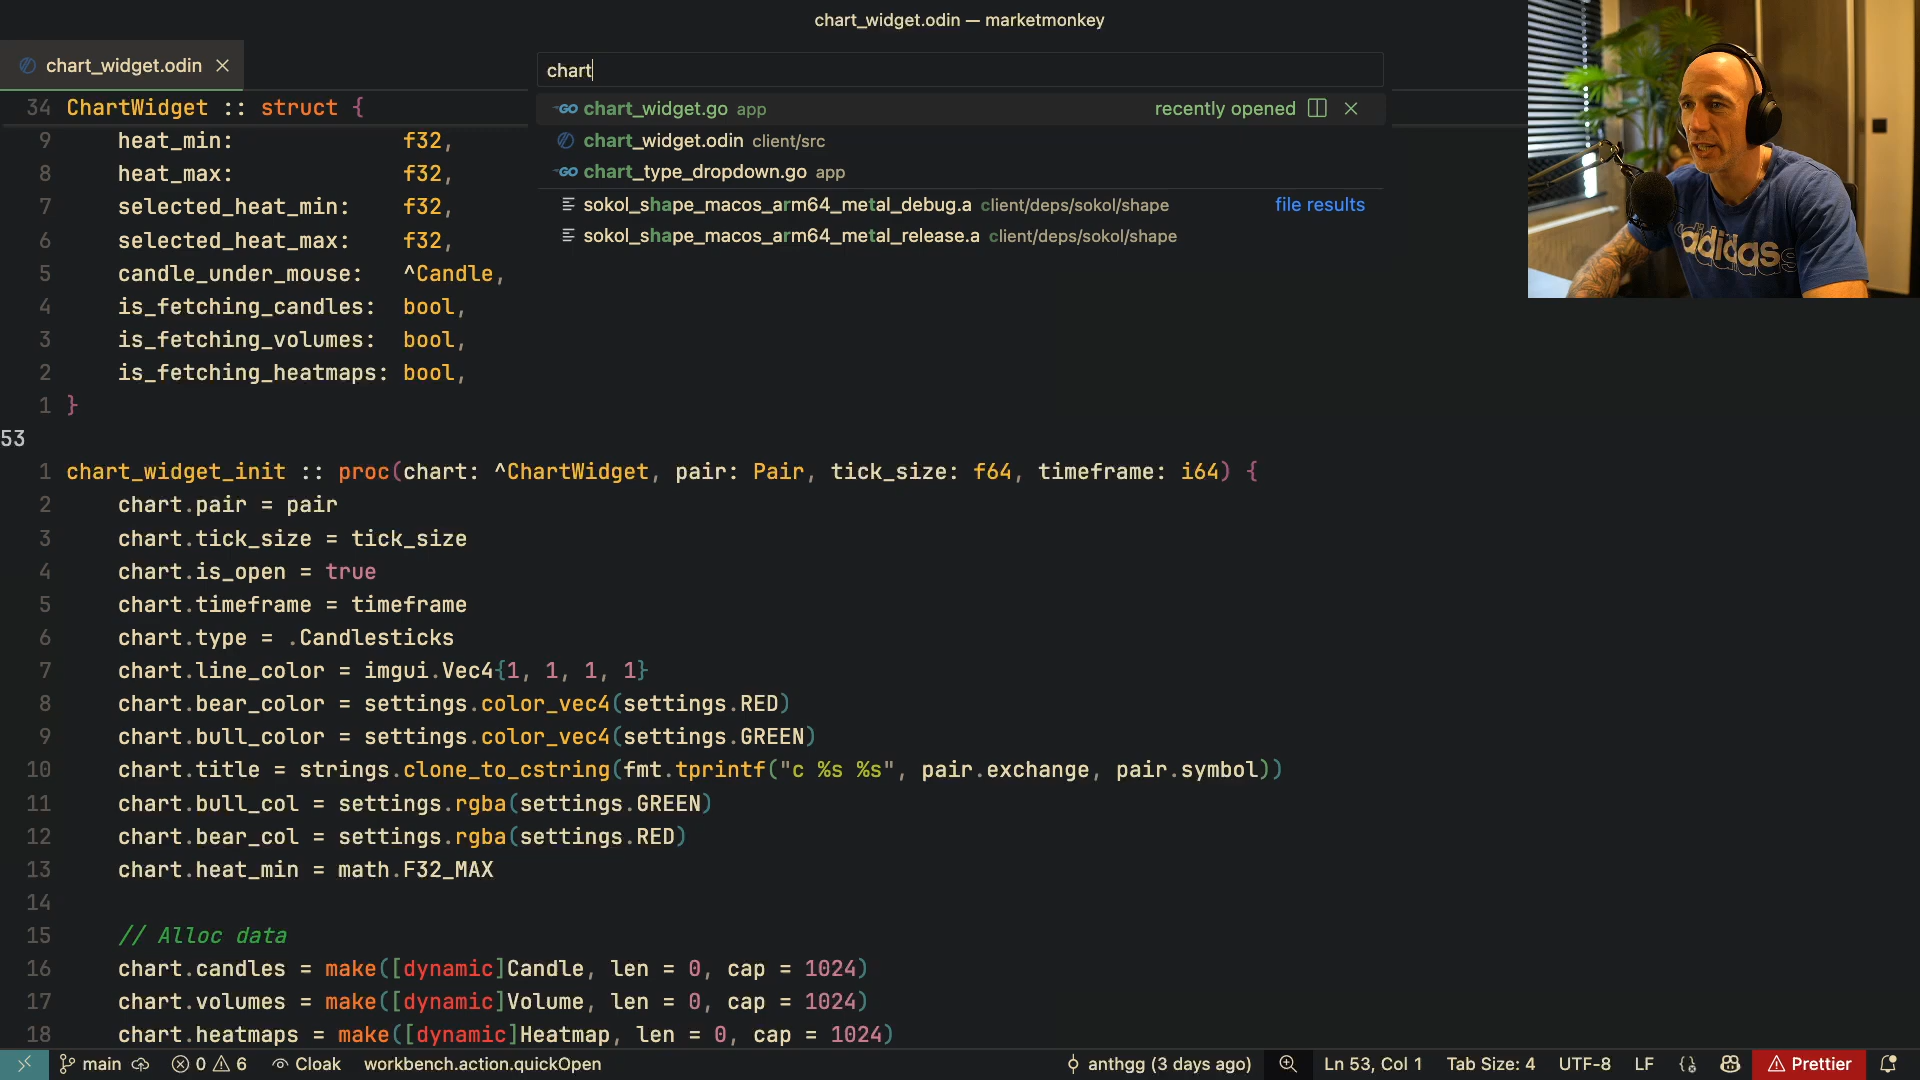 chart_widget.odin — marketmonkey
chart_widget.odin
chart
chart_widget.go app recently opened
chart_widget.odin client/src
chart_type_dropdown.go app
sokol_shape_macos_arm64_metal_debug.a client/deps/sokol/shape file results
sokol_shape_macos_arm64_metal_release.a client/deps/sokol/shape
adidas
34 ChartWidget :: struct {
9 heat_min: f32,
8 heat_max: f32,
7 selected_heat_min: f32,
6 selected_heat_max: f32,
5 candle_under_mouse: ^Candle,
4 is_fetching_candles: bool,
3 is_fetching_volumes: bool,
2 is_fetching_heatmaps: bool,
1 }
53
1 chart_widget_init :: proc(chart: ^ChartWidget, pair: Pair, tick_size: f64, timeframe: i64) {
2 chart.pair = pair
3 chart.tick_size = tick_size
4 chart.is_open = true
5 chart.timeframe = timeframe
6 chart.type = .Candlesticks
7 chart.line_color = imgui.Vec4{1, 1, 1, 1}
8 chart.bear_color = settings.color_vec4(settings.RED)
9 chart.bull_color = settings.color_vec4(settings.GREEN)
10 chart.title = strings.clone_to_cstring(fmt.tprintf("c %s %s", pair.exchange, pair.symbol))
11 chart.bull_col = settings.rgba(settings.GREEN)
12 chart.bear_col = settings.rgba(settings.RED)
13 chart.heat_min = math.F32_MAX
14
15 // Alloc data
16 chart.candles = make([dynamic]Candle, len = 0, cap = 1024)
17 chart.volumes = make([dynamic]Volume, len = 0, cap = 1024)
18 chart.heatmaps = make([dynamic]Heatmap, len = 0, cap = 1024)
main 0 6 Cloak workbench.action.quickOpen anthgg (3 days ago) Ln 53, Col 1 Tab Size: 4 UTF-8 LF Prettier